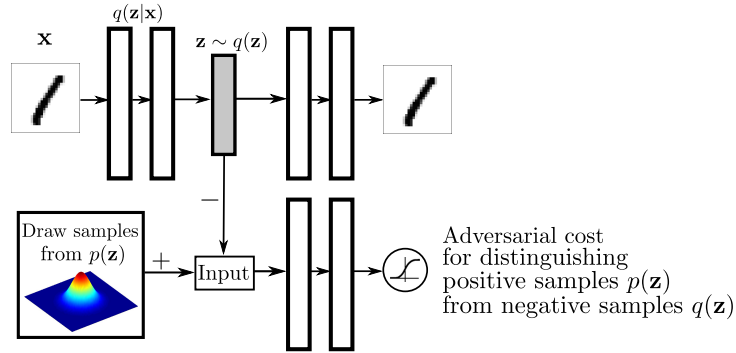 q(z|x)
x
z ∼ q(z)
−
Draw samples
from p(z)
+
Input
Adversarial cost
for distinguishing
positive samples p(z)
from negative samples q(z)